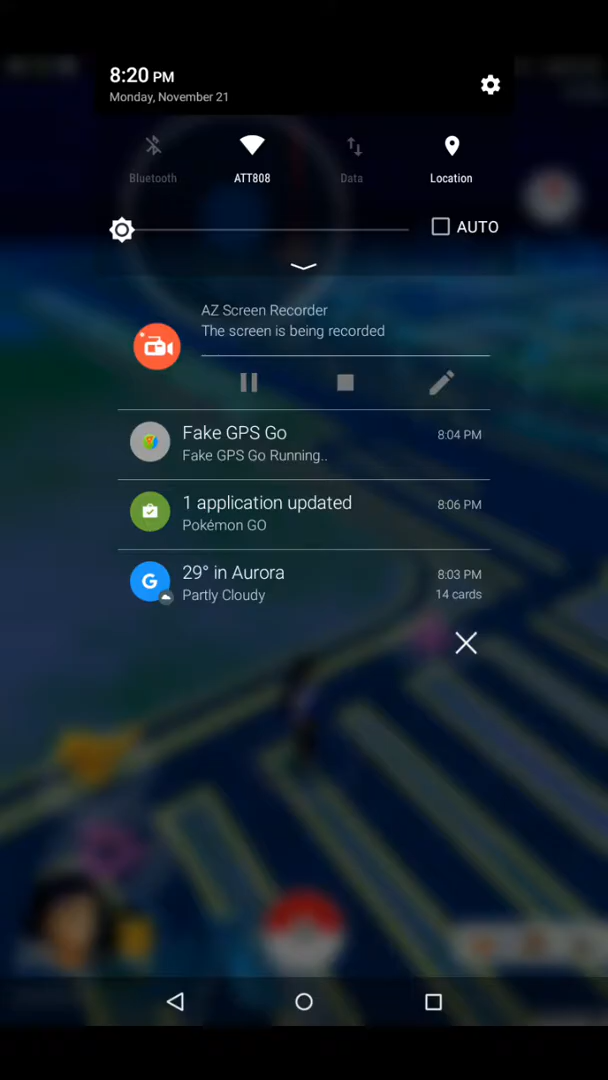 8:20 PM
Monday, November 21
Bluetooth
ATT808
Data
Location
AUTO
AZ Screen Recorder
The screen is being recorded
Fake GPS Go
8:04 PM
Fake GPS Go Running..
1 application updated
8:06 PM
Pokémon GO
29° in Aurora
8:03 PM
Partly Cloudy
14 cards
G